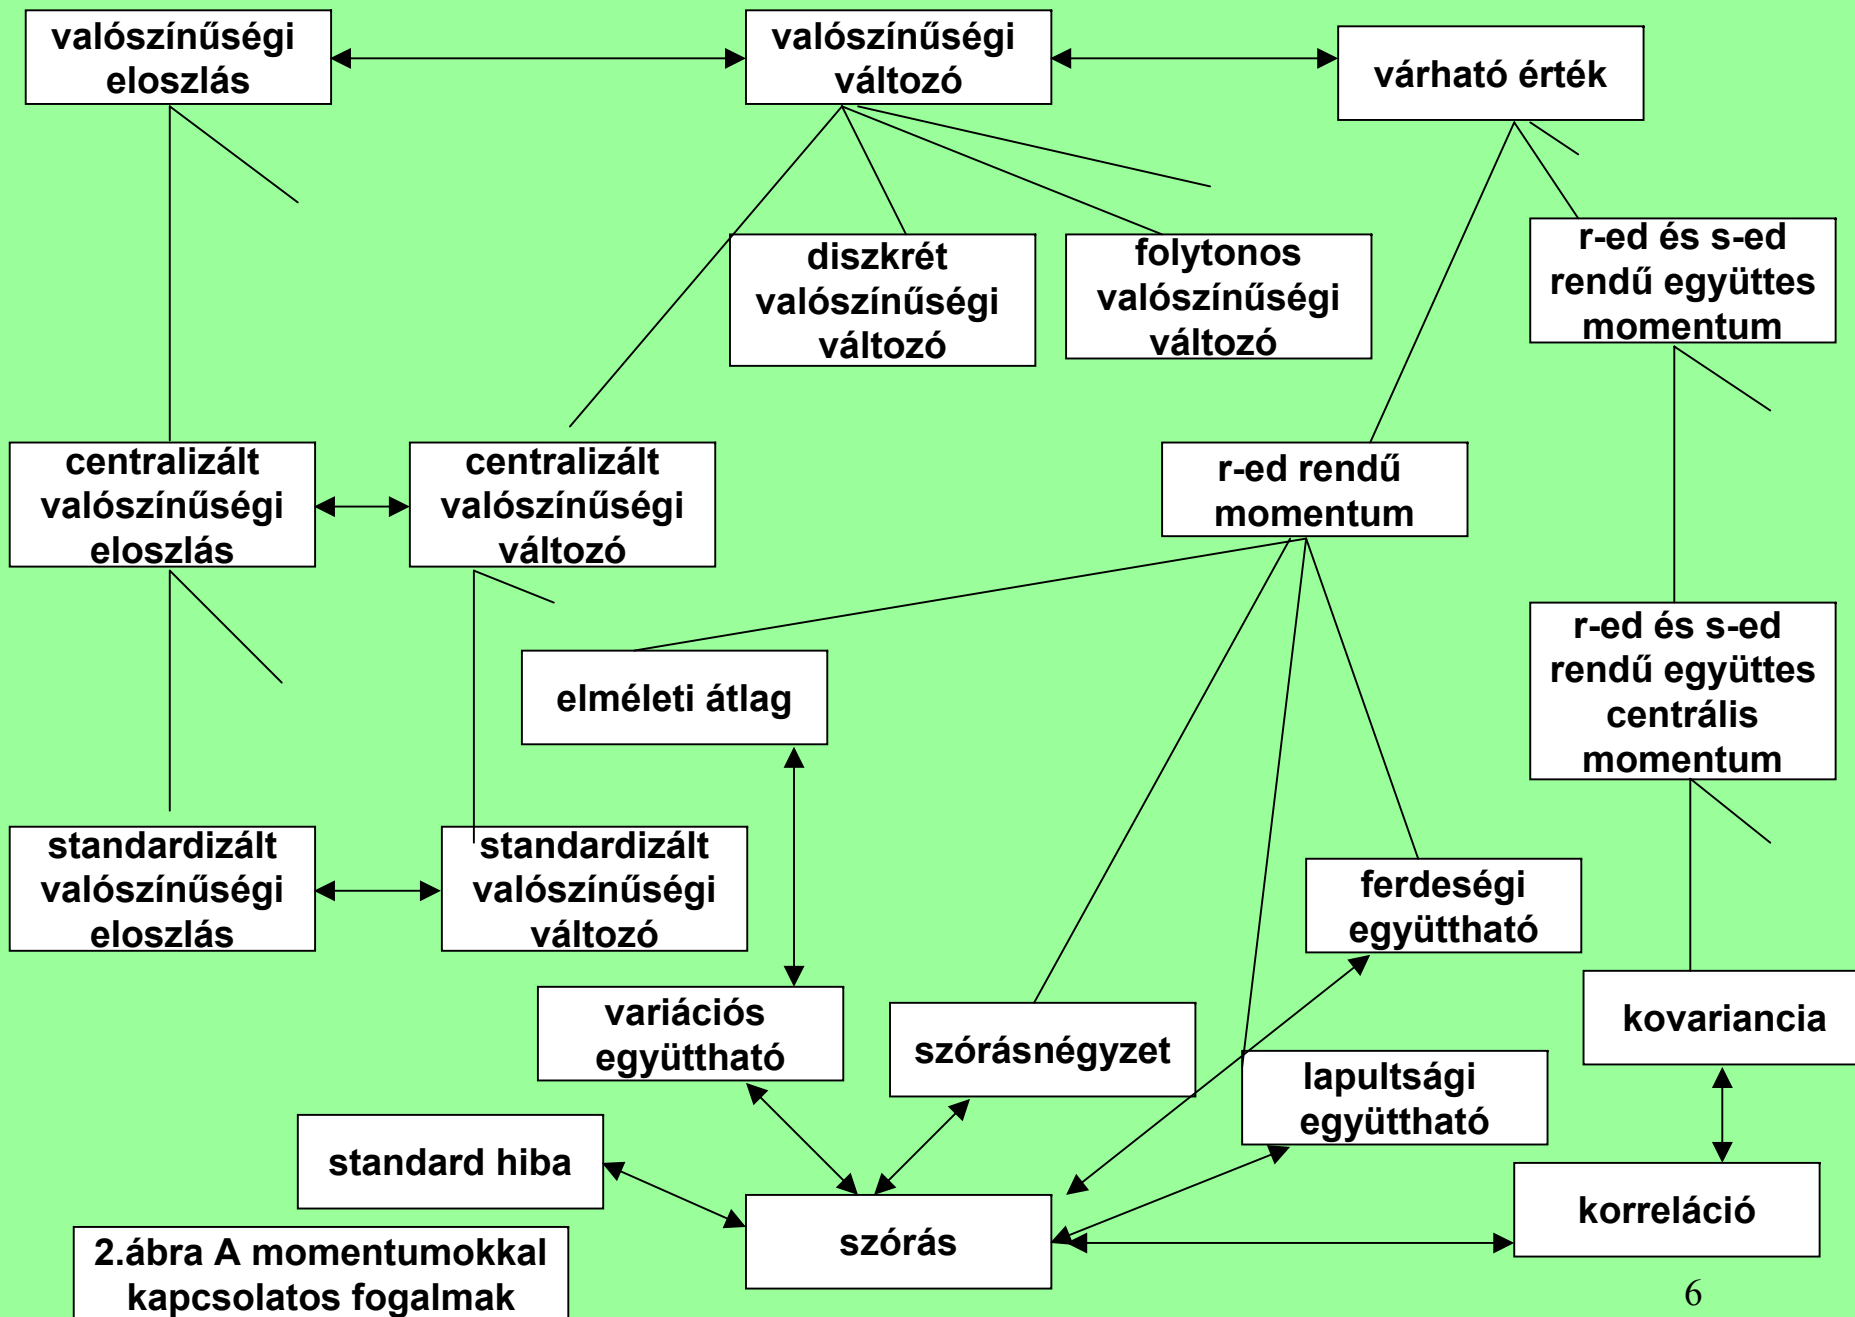 valószínűségi
eloszlás
valószínűségi
változó
várható érték
diszkrét
valószínűségi
változó
folytonos
valószínűségi
változó
r-ed és s-ed
rendű együttes
momentum
centralizált
valószínűségi
eloszlás
centralizált
valószínűségi
változó
r-ed rendű
momentum
elméleti átlag
r-ed és s-ed
rendű együttes
centrális
momentum
standardizált
valószínűségi
eloszlás
standardizált
valószínűségi
változó
ferdeségi
együttható
variációs
együttható
szórásnégyzet
kovariancia
lapultsági
együttható
standard hiba
szórás
korreláció
2.ábra A momentumokkal
kapcsolatos fogalmak
6